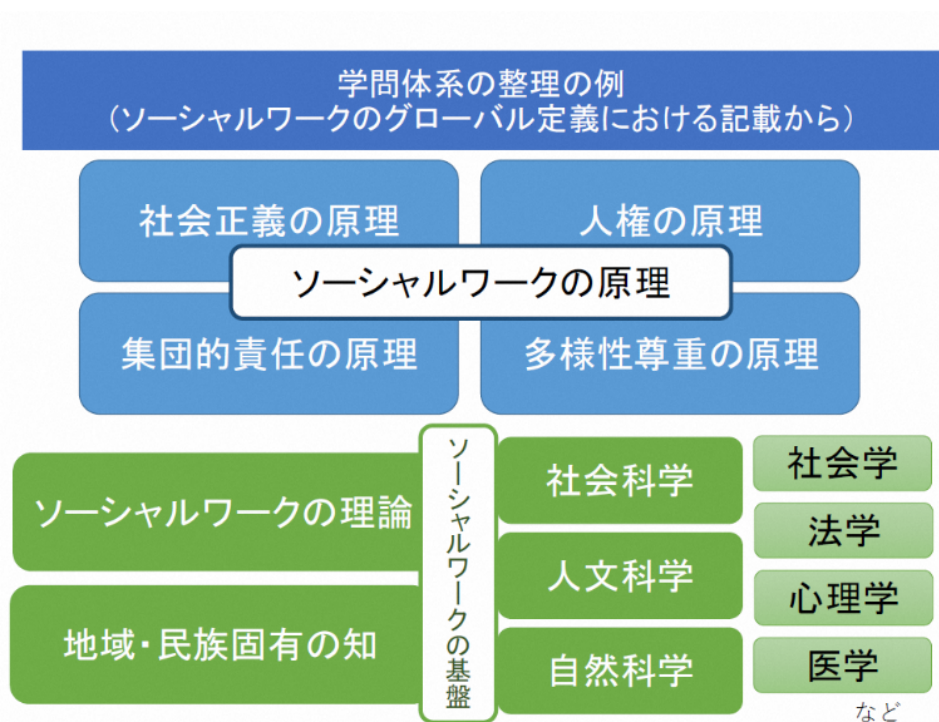 学問体系の整理の例
(ソーシャルワークのグローバル定義における記載から)
社会正義の原理
人権の原理
ソーシャルワークの原理
集団的責任の原理
多様性尊重の原理
ソーシャルワークの理論
地域・民族固有の知
ソーシャルワークの基盤
社会科学
人文科学
自然科学
社会学
法学
心理学
医学
など